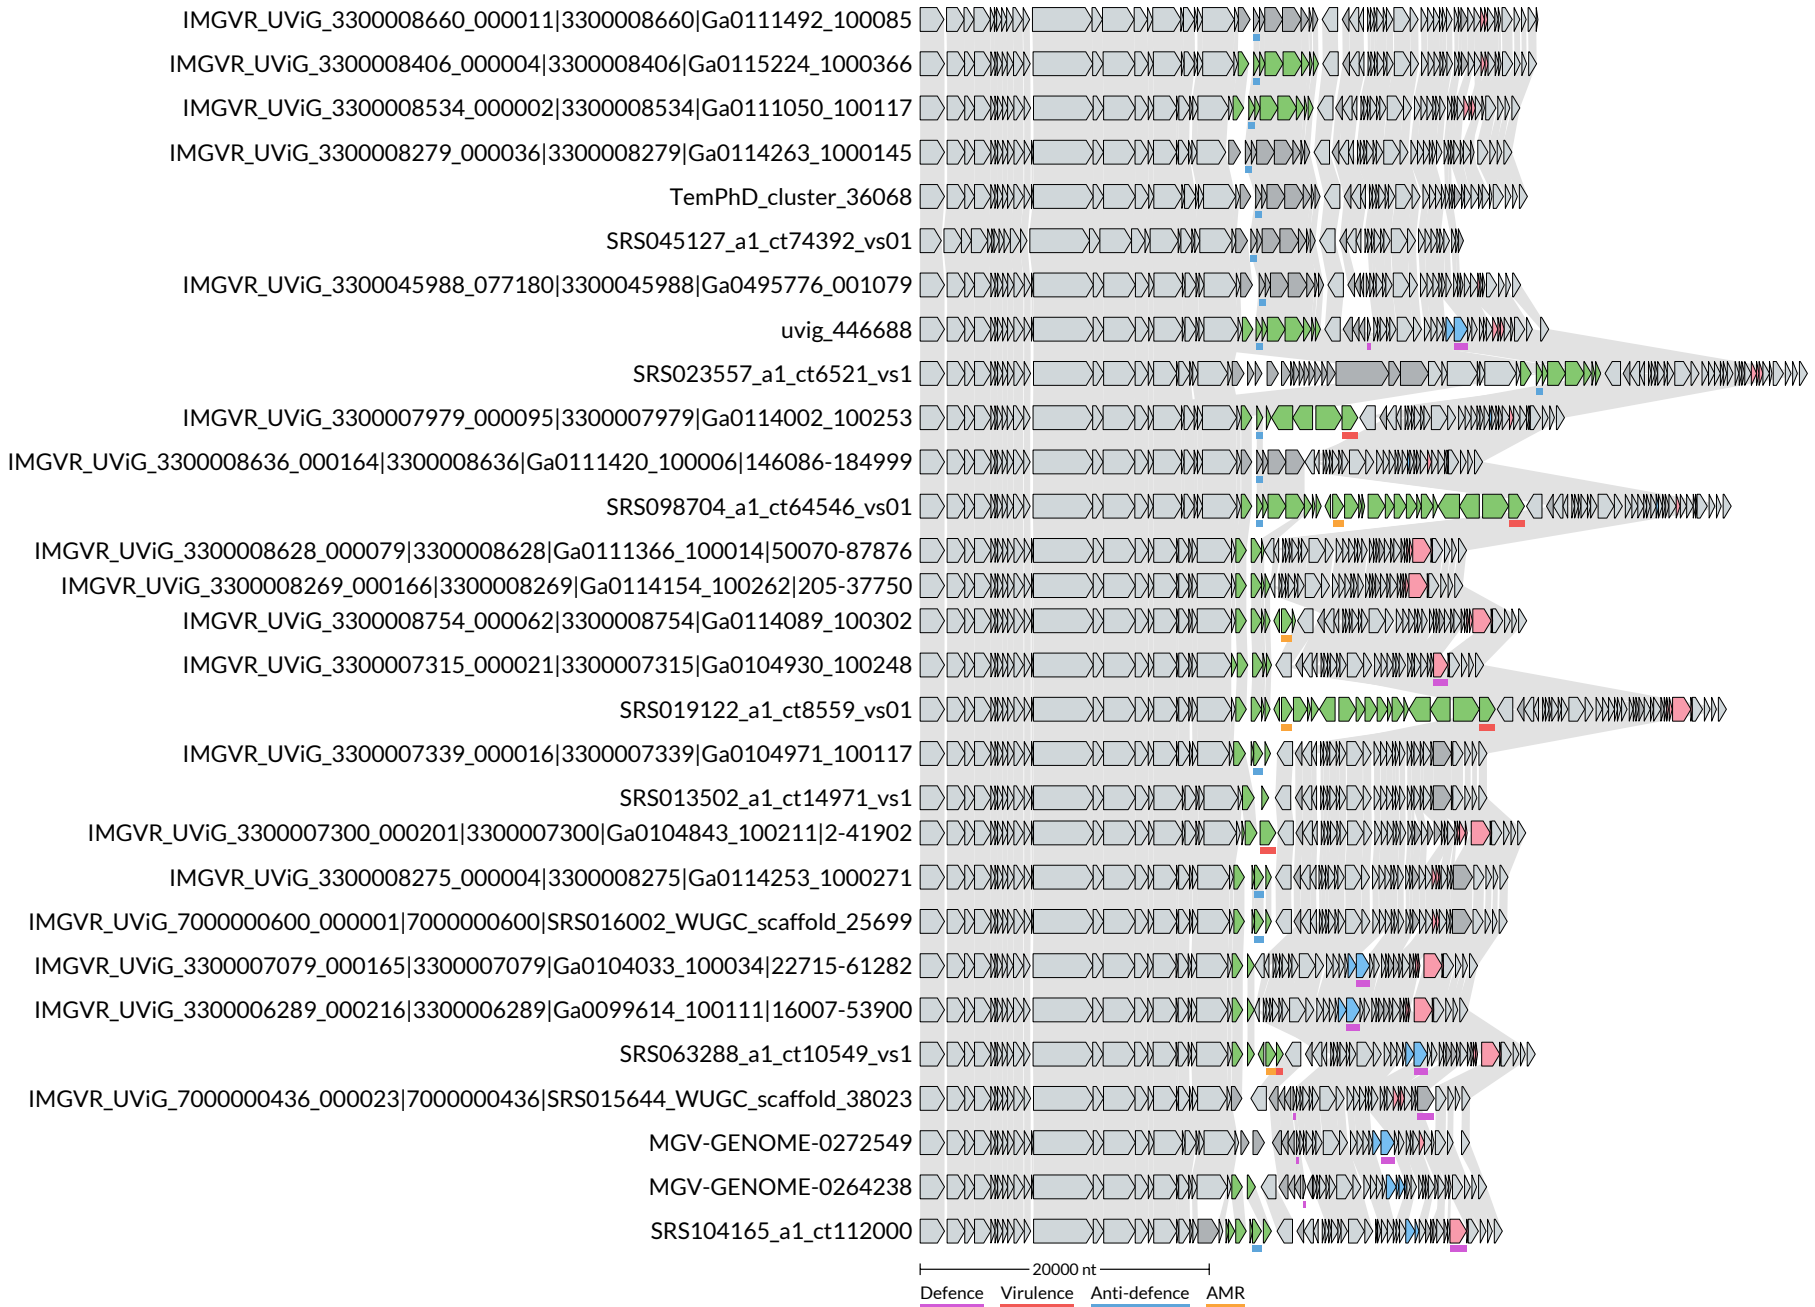 IMGVR_UViG_3300008660_000011|3300008660|Ga0111492_100085
IMGVR_UViG_3300008406_000004|3300008406|Ga0115224_1000366
IMGVR_UViG_3300008534_000002|3300008534|Ga0111050_100117
IMGVR_UViG_3300008279_000036|3300008279|Ga0114263_1000145
TemPhD_cluster_36068
SRS045127_a1_ct74392_vs01
IMGVR_UViG_3300045988_077180|3300045988|Ga0495776_001079
uvig_446688
SRS023557_a1_ct6521_vs1
IMGVR_UViG_3300007979_000095|3300007979|Ga0114002_100253
IMGVR_UViG_3300008636_000164|3300008636|Ga0111420_100006|146086-184999
SRS098704_a1_ct64546_vs01
IMGVR_UViG_3300008628_000079|3300008628|Ga0111366_100014|50070-87876
IMGVR_UViG_3300008269_000166|3300008269|Ga0114154_100262|205-37750
IMGVR_UViG_3300008754_000062|3300008754|Ga0114089_100302
IMGVR_UViG_3300007315_000021|3300007315|Ga0104930_100248
SRS019122_a1_ct8559_vs01
IMGVR_UViG_3300007339_000016|3300007339|Ga0104971_100117
SRS013502_a1_ct14971_vs1
IMGVR_UViG_3300007300_000201|3300007300|Ga0104843_100211|2-41902
IMGVR_UViG_3300008275_000004|3300008275|Ga0114253_1000271
IMGVR_UViG_7000000600_000001|7000000600|SRS016002_WUGC_scaffold_25699
IMGVR_UViG_3300007079_000165|3300007079|Ga0104033_100034|22715-61282
IMGVR_UViG_3300006289_000216|3300006289|Ga0099614_100111|16007-53900
SRS063288_a1_ct10549_vs1
IMGVR_UViG_7000000436_000023|7000000436|SRS015644_WUGC_scaffold_38023
MGV-GENOME-0272549
MGV-GENOME-0264238
SRS104165_a1_ct112000
20000 nt
Defence Virulence Anti-defence AMR